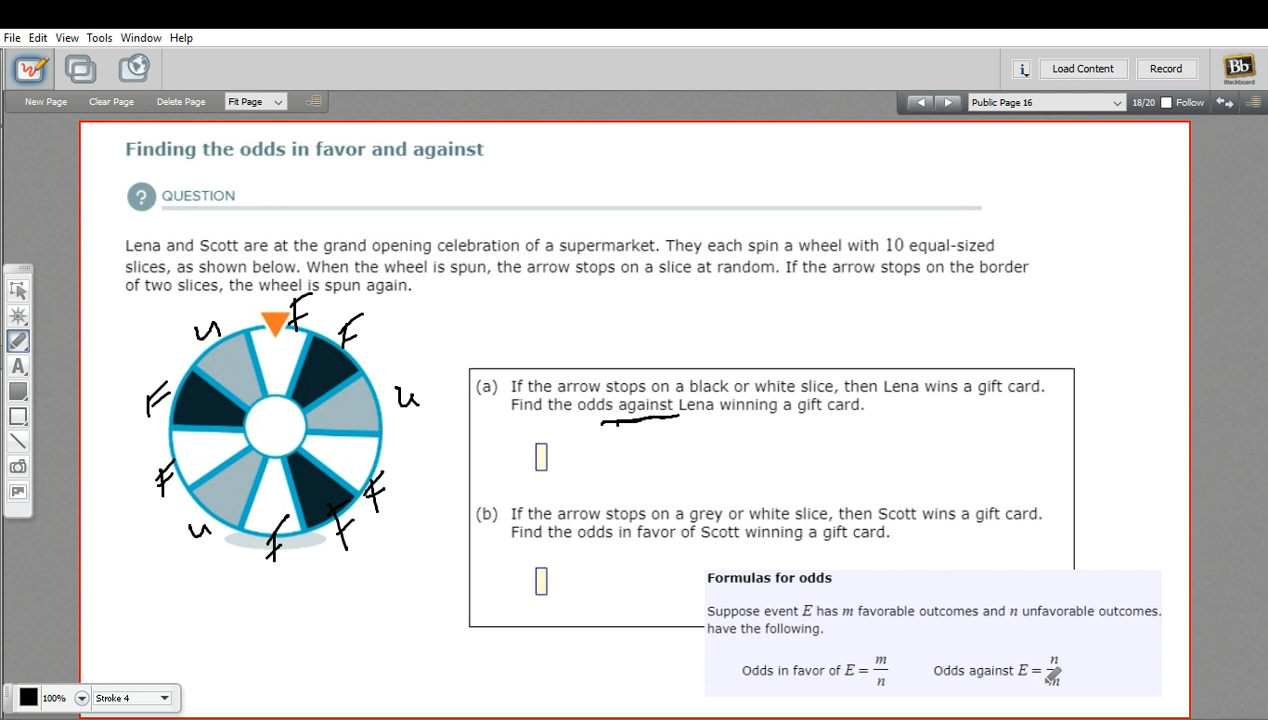 File Edit View Tools Window Help
i Load Content Record Bb
Blackboard
New Page Clear Page Delete Page Fit Page Public Page 16 18/20 Follow
Finding the odds in favor and against
? QUESTION
Lena and Scott are at the grand opening celebration of a supermarket. They each spin a wheel with 10 equal-sized
slices, as shown below. When the wheel is spun, the arrow stops on a slice at random. If the arrow stops on the border
of two slices, the wheel is spun again.
F
u F
F u
F F
u F F
(a) If the arrow stops on a black or white slice, then Lena wins a gift card.
Find the odds against Lena winning a gift card.
(b) If the arrow stops on a grey or white slice, then Scott wins a gift card.
Find the odds in favor of Scott winning a gift card.
Formulas for odds
Suppose event E has m favorable outcomes and n unfavorable outcomes.
have the following.
Odds in favor of E = m/n Odds against E = n/m
A
100% Stroke 4